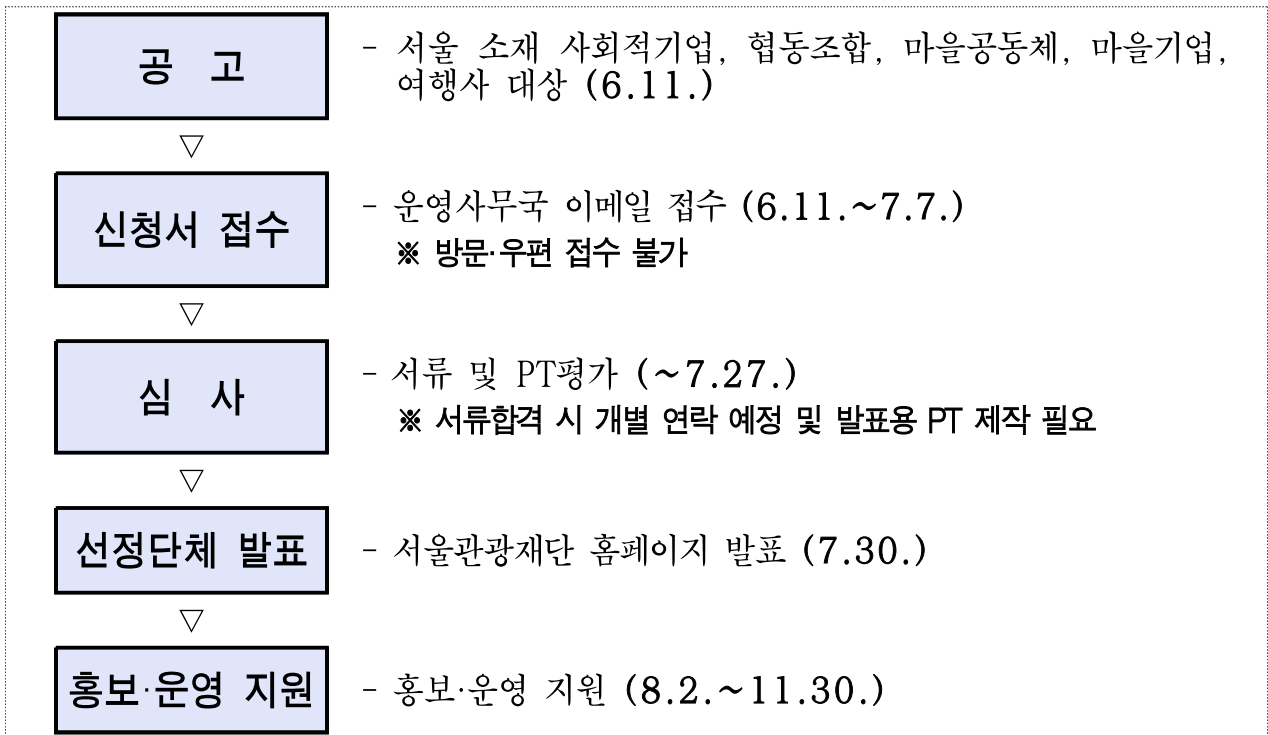 공 고
- 서울 소재 사회적기업, 협동조합, 마을공동체, 마을기업,
여행사 대상 (6.11.)
▽
신청서 접수
- 운영사무국 이메일 접수 (6.11.~7.7.)
※ 방문·우편 접수 불가
▽
심 사
- 서류 및 PT평가 (~7.27.)
※ 서류합격 시 개별 연락 예정 및 발표용 PT 제작 필요
▽
선정단체 발표
- 서울관광재단 홈페이지 발표 (7.30.)
▽
홍보·운영 지원
- 홍보·운영 지원 (8.2.~11.30.)